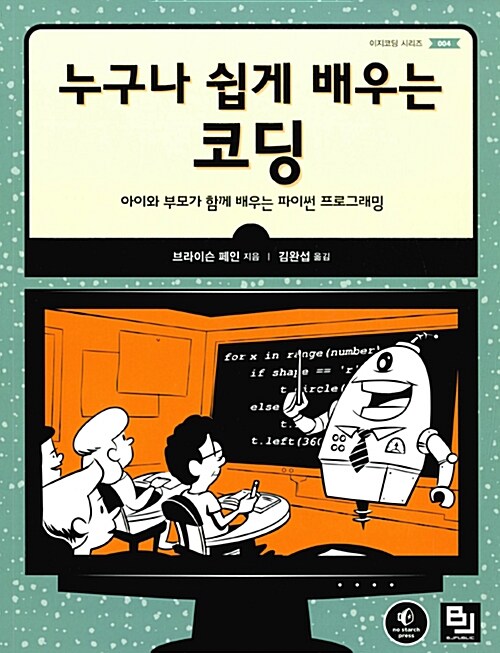 이지코딩 시리즈 004
누구나 쉽게 배우는
코딩
아이와 부모가 함께 배우는 파이썬 프로그래밍
브라이슨 페인 지음 | 김완섭 옮김
for x in range(number)
if shape == 'r'
t.circle(
else
t.
t.left(360
no starch
press
BJ
BJPUBLIC